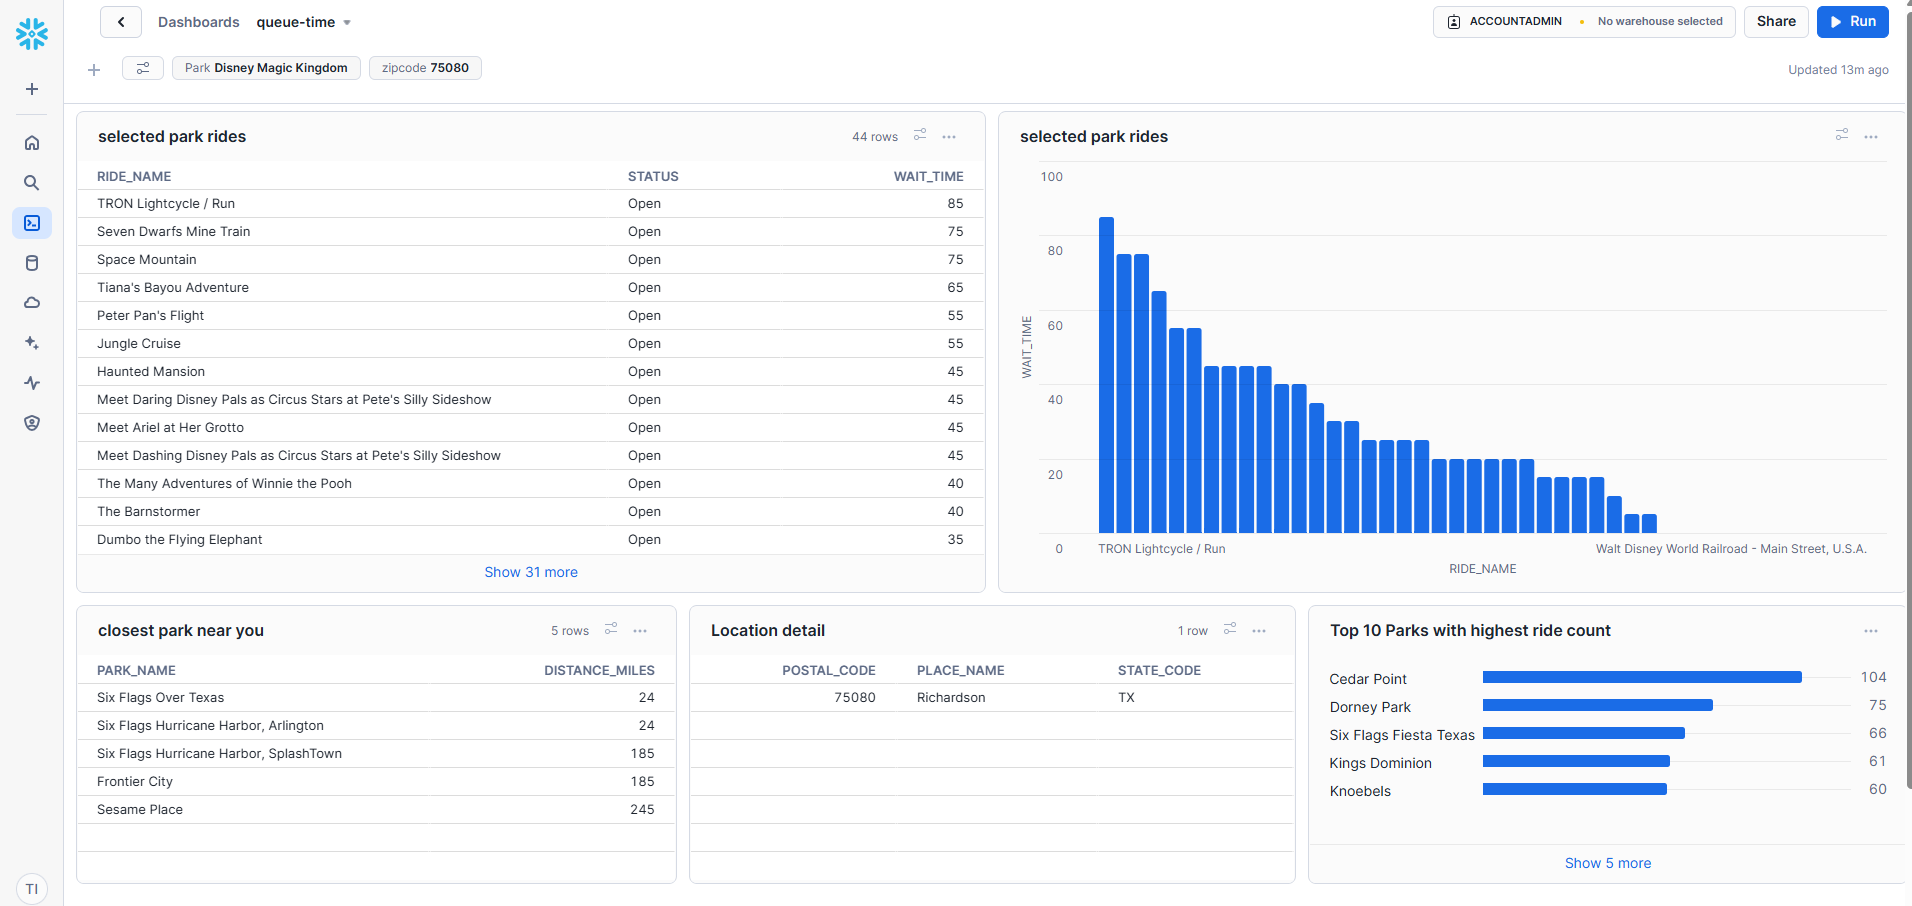 Dashboards queue-time
ACCOUNTADMIN • No warehouse selected Share Run
Park Disney Magic Kingdom zipcode 75080
Updated 13m ago
selected park rides 44 rows
RIDE_NAME STATUS WAIT_TIME
TRON Lightcycle / Run Open 85
Seven Dwarfs Mine Train Open 75
Space Mountain Open 75
Tiana's Bayou Adventure Open 65
Peter Pan's Flight Open 55
Jungle Cruise Open 55
Haunted Mansion Open 45
Meet Daring Disney Pals as Circus Stars at Pete's Silly Sideshow Open 45
Meet Ariel at Her Grotto Open 45
Meet Dashing Disney Pals as Circus Stars at Pete's Silly Sideshow Open 45
The Many Adventures of Winnie the Pooh Open 40
The Barnstormer Open 40
Dumbo the Flying Elephant Open 35
Show 31 more
selected park rides
100
80
60
40
20
0
WAIT_TIME
TRON Lightcycle / Run Walt Disney World Railroad - Main Street, U.S.A.
RIDE_NAME
closest park near you 5 rows
PARK_NAME DISTANCE_MILES
Six Flags Over Texas 24
Six Flags Hurricane Harbor, Arlington 24
Six Flags Hurricane Harbor, SplashTown 185
Frontier City 185
Sesame Place 245
Location detail 1 row
POSTAL_CODE PLACE_NAME STATE_CODE
75080 Richardson TX
Top 10 Parks with highest ride count
Cedar Point 104
Dorney Park 75
Six Flags Fiesta Texas 66
Kings Dominion 61
Knoebels 60
Show 5 more
TI